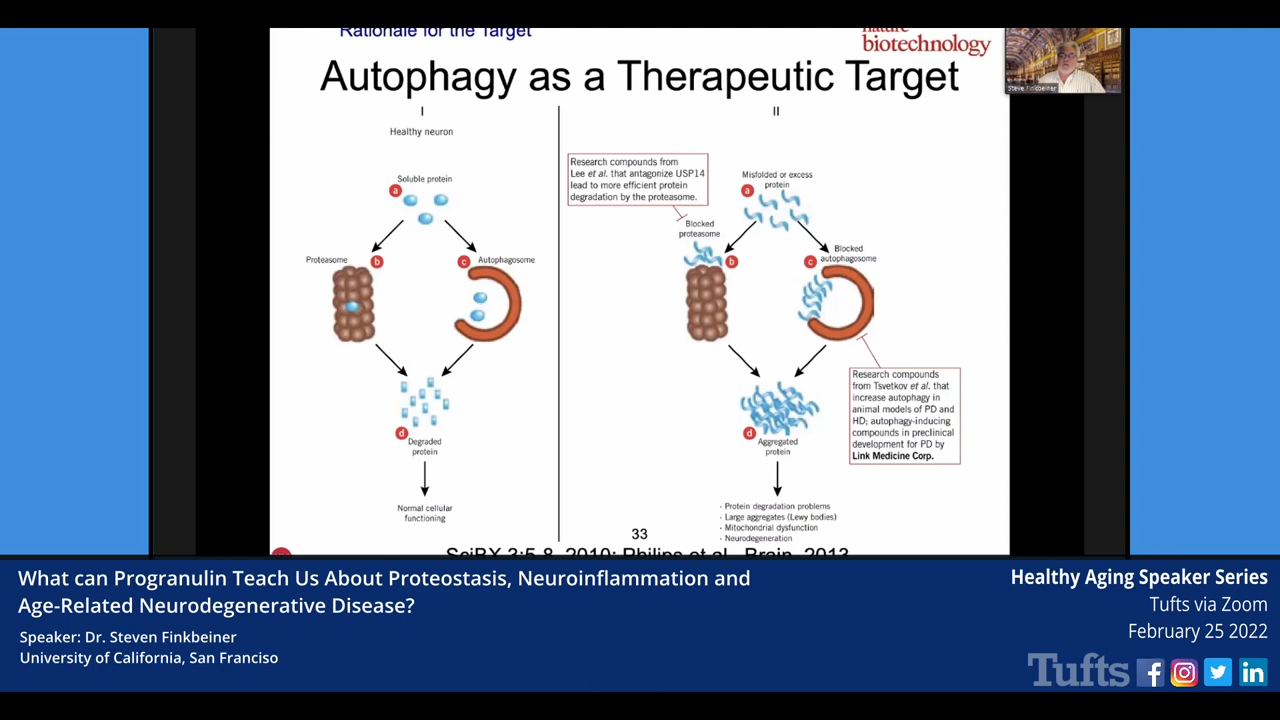 Rationale for the Target
nature
biotechnology
Autophagy as a Therapeutic Target
Steve Finkbeiner
I
Healthy neuron
Soluble protein
a
Proteasome
b
c
Autophagosome
d
Degraded
protein
Normal cellular
functioning
II
Research compounds from
Lee et al. that antagonize USP14
lead to more efficient protein
degradation by the proteasome.
Misfolded or excess
protein
a
Blocked
proteasome
b
Blocked
autophagosome
c
Research compounds
from Tsvetkov et al. that
increase autophagy in
animal models of PD and
HD; autophagy-inducing
compounds in preclinical
development for PD by
Link Medicine Corp.
d
Aggregated
protein
· Protein degradation problems
· Large aggregates (Lewy bodies)
· Mitochondrial dysfunction
· Neurodegeneration
33
SciBX 3:5-8, 2010; Philips et al., Brain, 2013
What can Progranulin Teach Us About Proteostasis, Neuroinflammation and
Age-Related Neurodegenerative Disease?
Speaker: Dr. Steven Finkbeiner
University of California, San Franciso
Healthy Aging Speaker Series
Tufts via Zoom
February 25 2022
Tufts